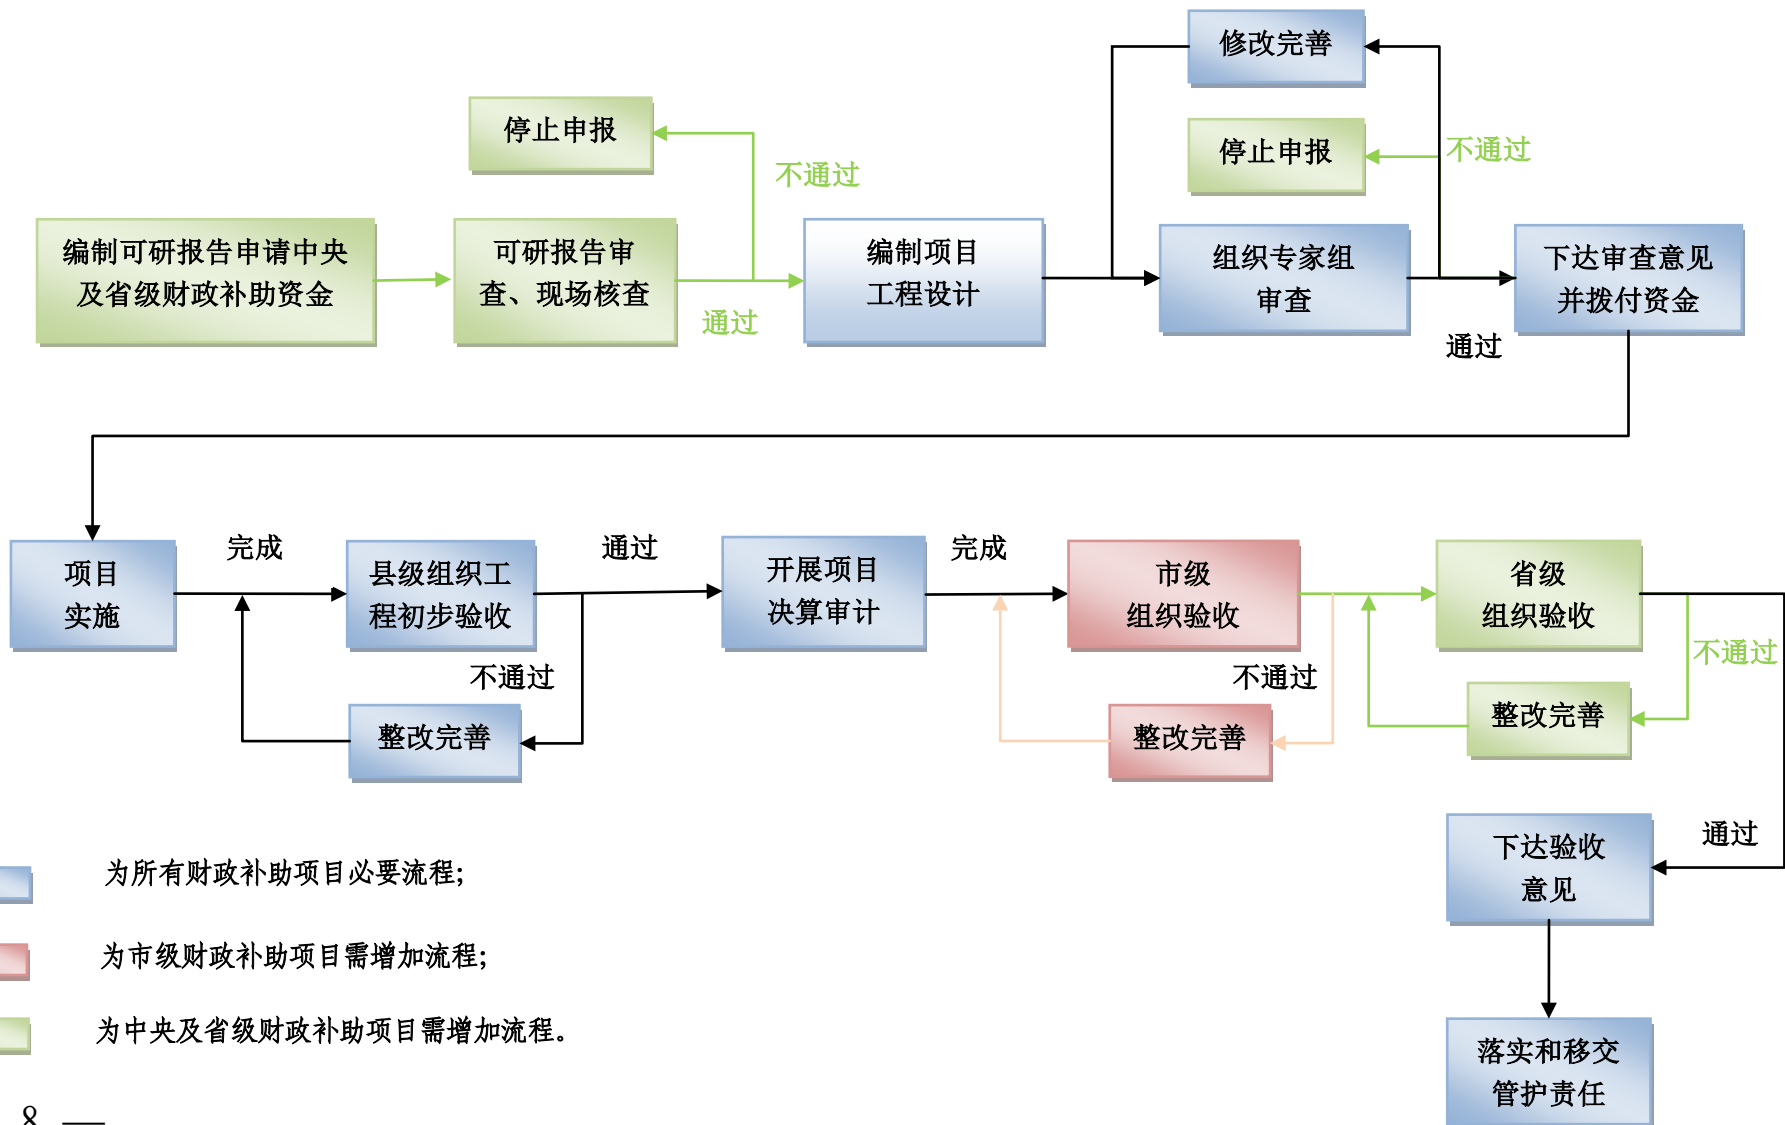 修改完善
停止申报
不通过
停止申报
不通过
编制可研报告申请中央
及省级财政补助资金
可研报告审
查、现场核查
通过
编制项目
工程设计
组织专家组
审查
下达审查意见
并拨付资金
通过
项目
实施
完成
县级组织工
程初步验收
通过
不通过
整改完善
开展项目
决算审计
完成
市级
组织验收
不通过
整改完善
省级
组织验收
不通过
整改完善
下达验收
意见
通过
落实和移交
管护责任
为所有财政补助项目必要流程;
为市级财政补助项目需增加流程;
为中央及省级财政补助项目需增加流程。
8 —